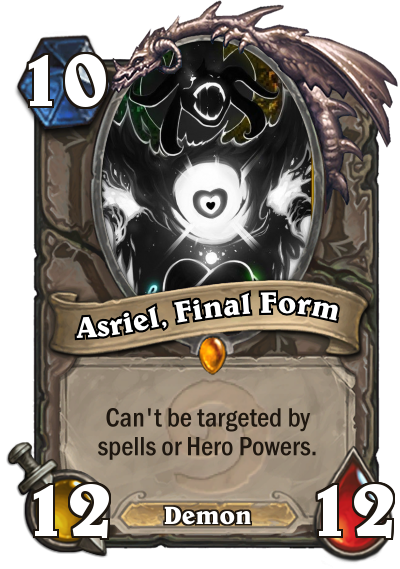 10
Asriel, Final Form
Can't be targeted by
spells or Hero Powers.
12
Demon
12